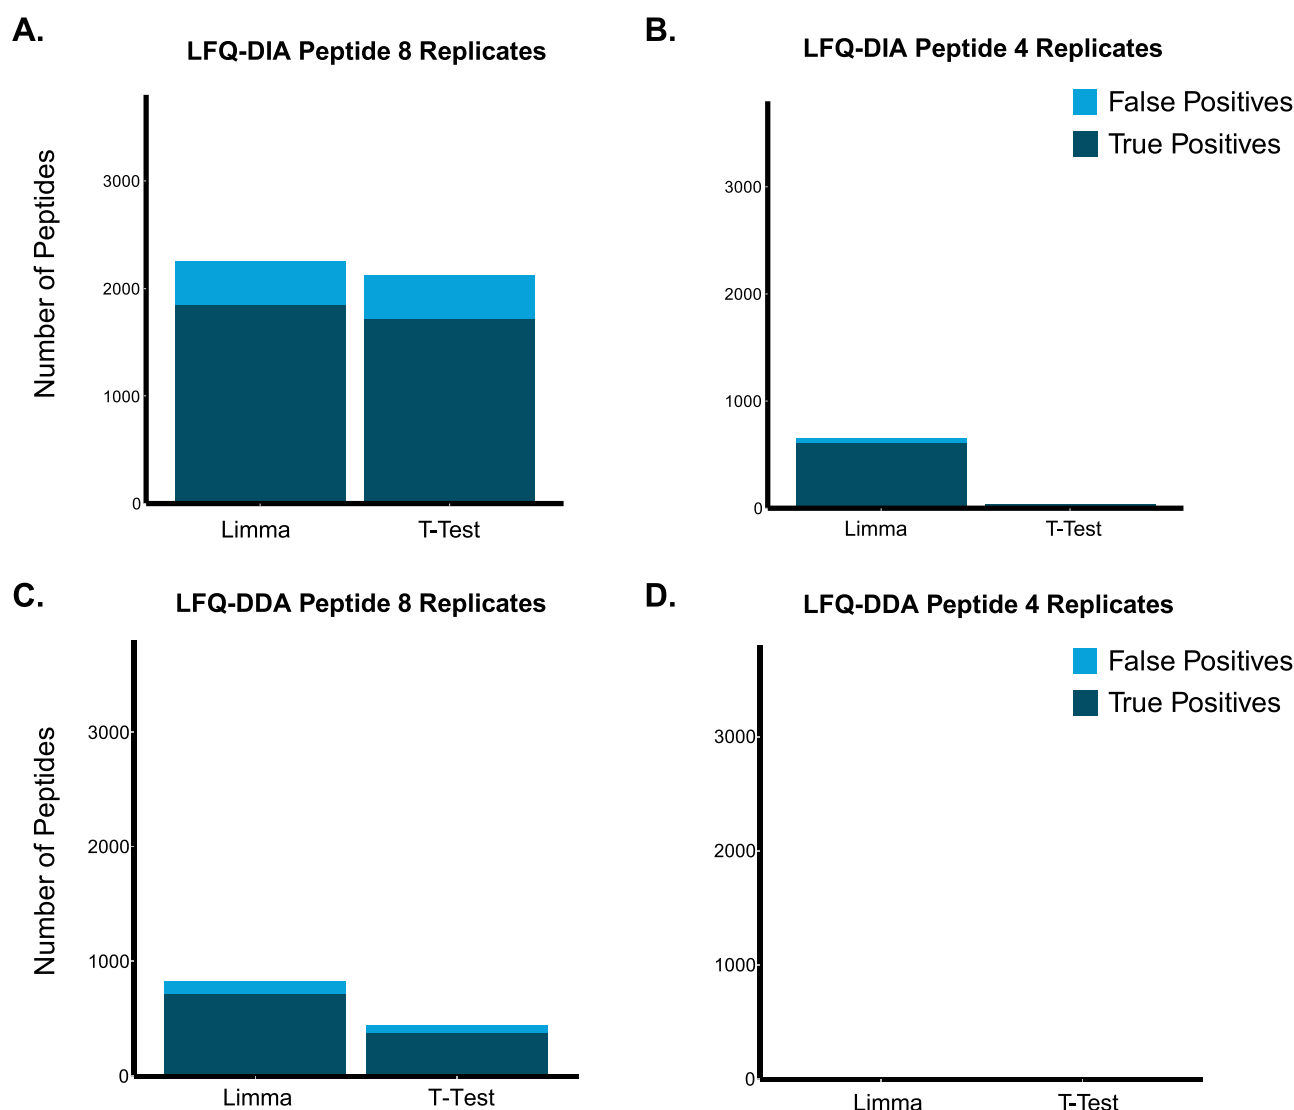 A.
LFQ-DIA Peptide 8 Replicates
Number of Peptides
3000
2000
1000
0
Limma
T-Test
B.
LFQ-DIA Peptide 4 Replicates
False Positives
True Positives
3000
2000
1000
0
Limma
T-Test
C.
LFQ-DDA Peptide 8 Replicates
Number of Peptides
3000
2000
1000
0
Limma
T-Test
D.
LFQ-DDA Peptide 4 Replicates
False Positives
True Positives
3000
2000
1000
0
Limma
T-Test